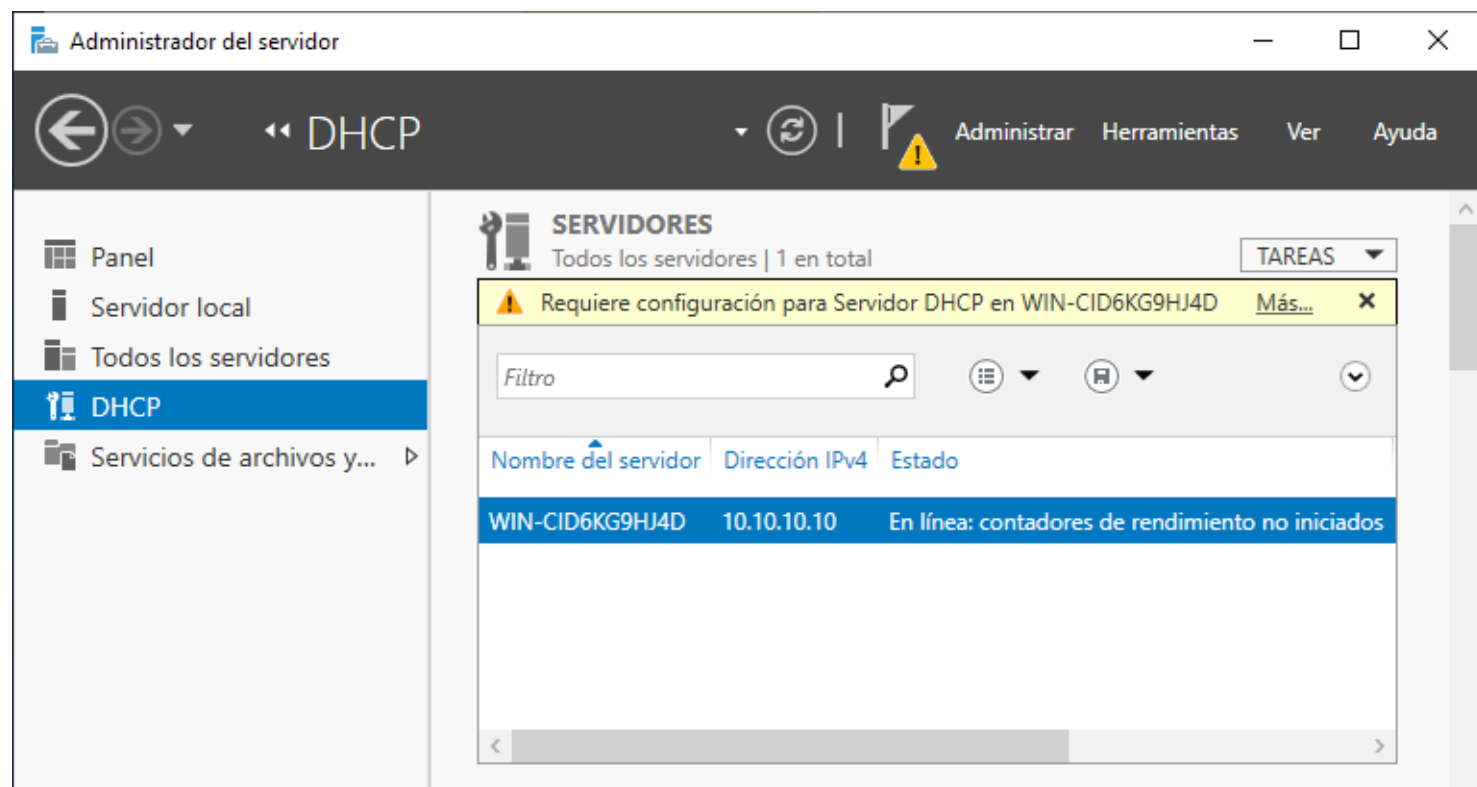 Administrador del servidor
DHCP
Administrar Herramientas Ver Ayuda
Panel
Servidor local
Todos los servidores
DHCP
Servicios de archivos y...
SERVIDORES
Todos los servidores | 1 en total
TAREAS
Requiere configuración para Servidor DHCP en WIN-CID6KG9HJ4D Más...
Filtro
Nombre del servidor Dirección IPv4 Estado
WIN-CID6KG9HJ4D 10.10.10.10 En línea: contadores de rendimiento no iniciados